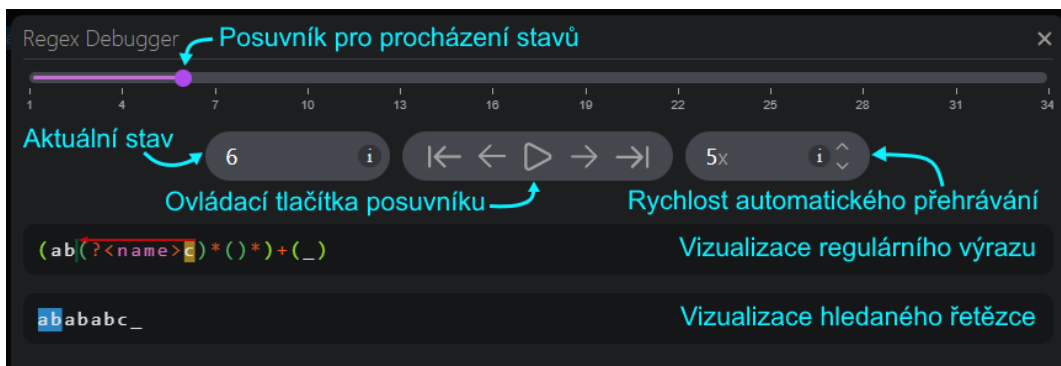 Regex Debugger
Posuvník pro procházení stavů
×
1 4 7 10 13 16 19 22 25 28 31 34
Aktuální stav
6 i 5x i
Ovládací tlačítka posuvníku
Rychlost automatického přehrávání
(ab(?<name>c)*()*)+(_)
Vizualizace regulárního výrazu
abababc_
Vizualizace hledaného řetězce